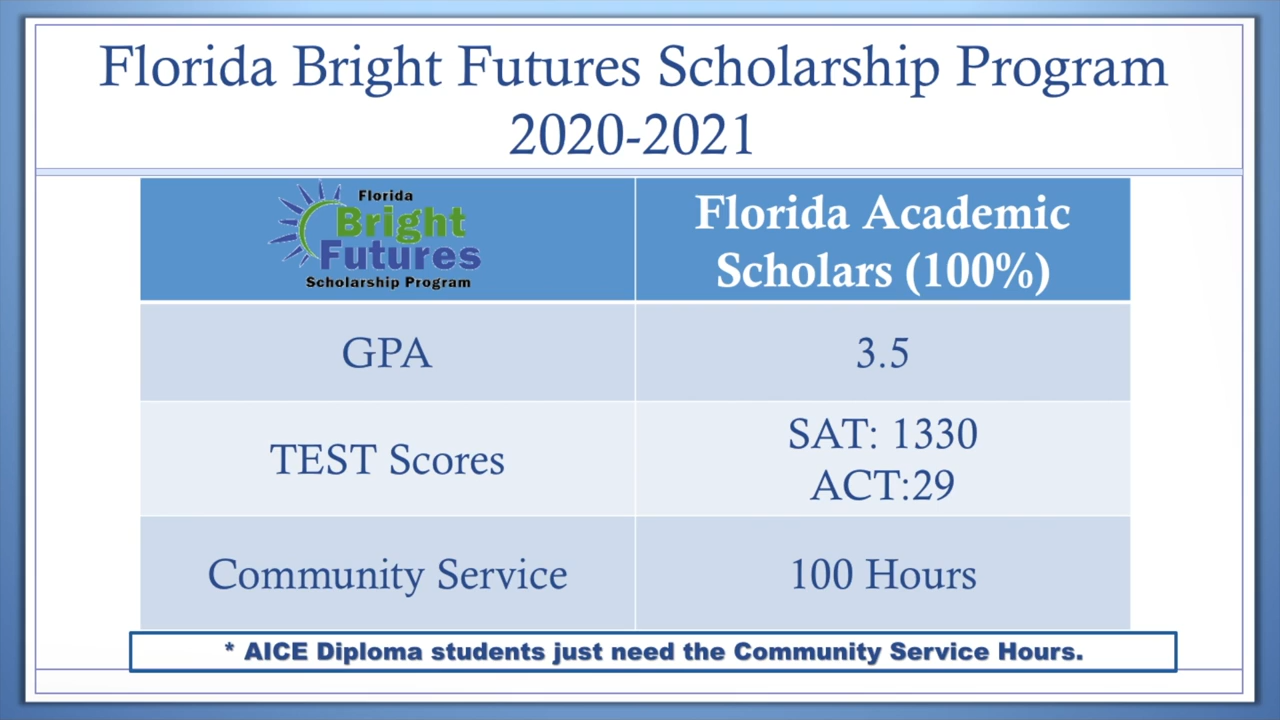 Florida Bright Futures Scholarship Program
2020-2021
Florida
Bright
Futures
Scholarship Program
Florida Academic
Scholars (100%)
GPA
3.5
TEST Scores
SAT: 1330
ACT:29
Community Service
100 Hours
* AICE Diploma students just need the Community Service Hours.